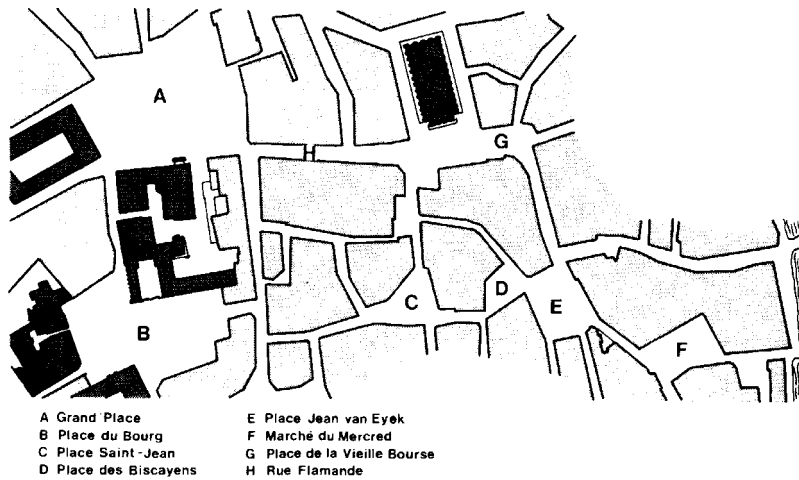 A
G
H
D
C
E
B
F
A Grand Place
B Place du Bourg
C Place Saint-Jean
D Place des Biscayens
E Place Jean van Eyek
F Marché du Mercred
G Place de la Vieille Bourse
H Rue Flamande